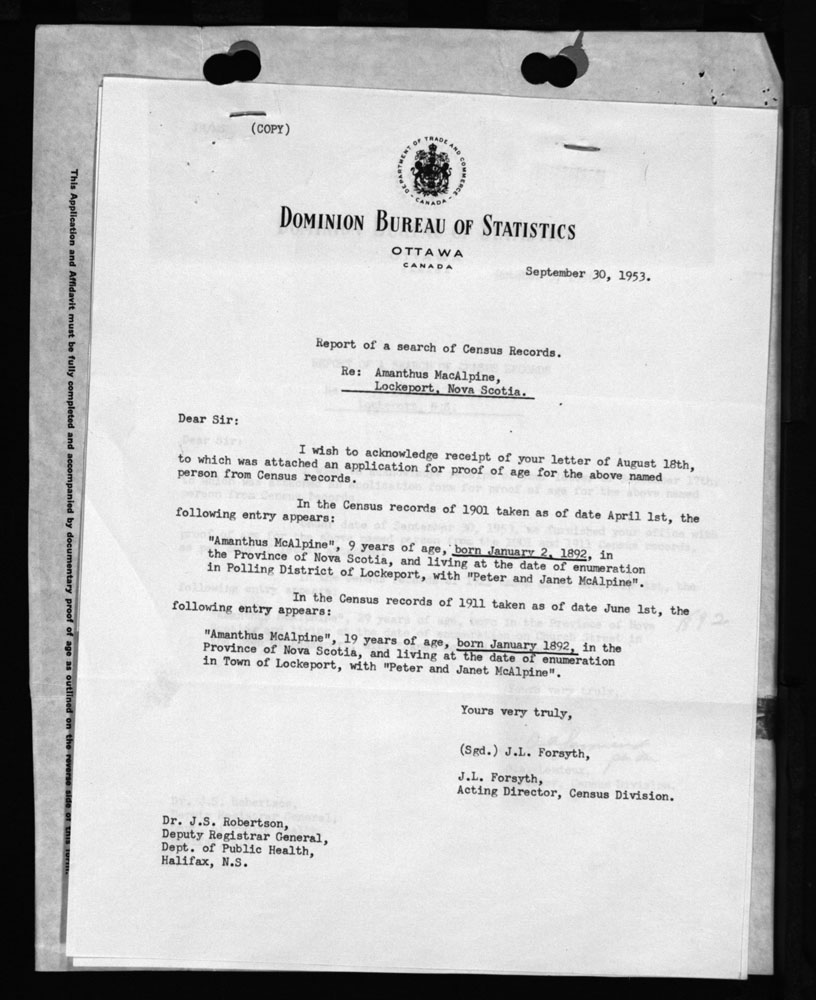 (COPY)
DEPARTMENT OF TRADE AND COMMERCE
CANADA
DOMINION BUREAU OF STATISTICS
OTTAWA
CANADA
September 30, 1953.
Report of a search of Census Records.
Re: Amanthus MacAlpine,
Lockeport, Nova Scotia.
Dear Sir:
I wish to acknowledge receipt of your letter of August 18th,
to which was attached an application for proof of age for the above named
person from Census records.
In the Census records of 1901 taken as of date April 1st, the
following entry appears:
"Amanthus McAlpine", 9 years of age, born January 2, 1892, in
the Province of Nova Scotia, and living at the date of enumeration
in Polling District of Lockeport, with "Peter and Janet McAlpine".
In the Census records of 1911 taken as of date June 1st, the
following entry appears:
"Amanthus McAlpine", 19 years of age, born January 1892, in the
Province of Nova Scotia, and living at the date of enumeration
in Town of Lockeport, with "Peter and Janet McAlpine".
Yours very truly,
(Sgd.) J.L. Forsyth,
J.L. Forsyth,
Acting Director, Census Division.
Dr. J.S. Robertson,
Deputy Registrar General,
Dept. of Public Health,
Halifax, N.S.
This Application and Affidavit must be fully completed and accompanied by documentary proof of age as outlined on the reverse side of this form.